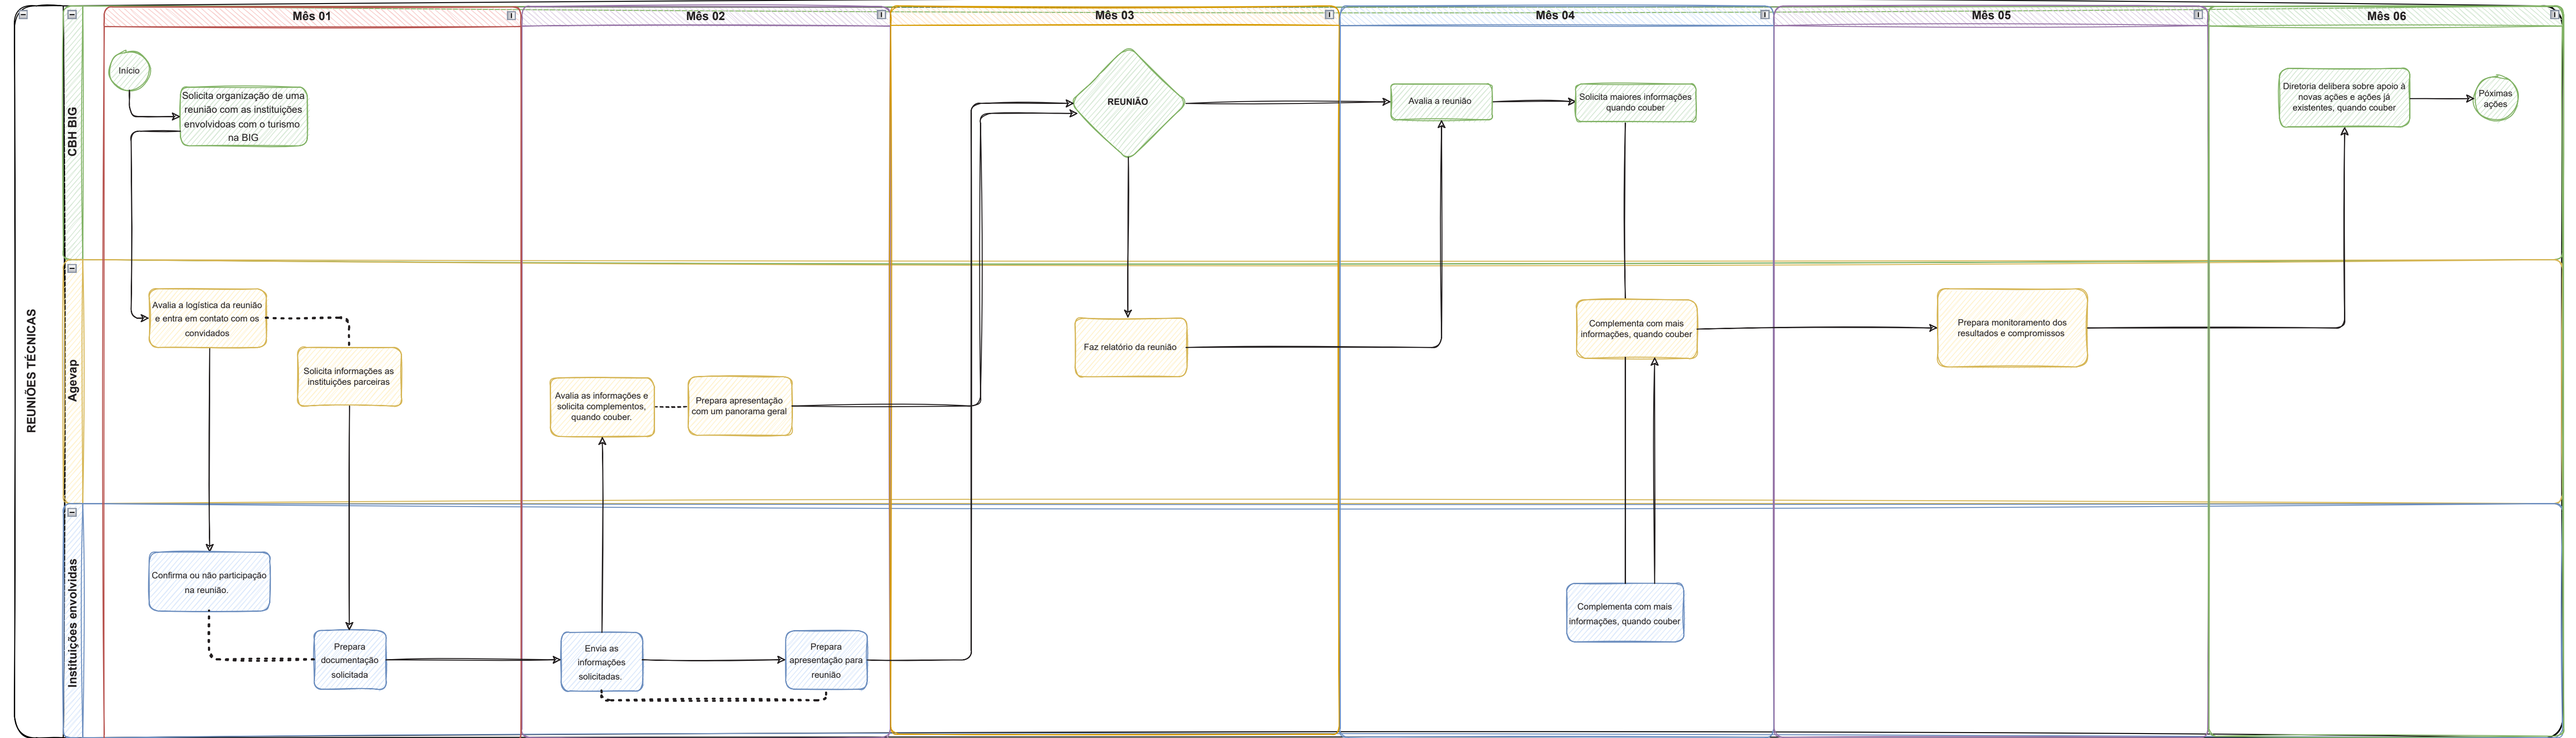 REUNIÕES TÉCNICAS
Mês 01
Mês 02
Mês 03
Mês 04
Mês 05
Mês 06
CBH BIG
Início
Solicita organização de uma
reunião com as instituições
envolvidoas com o turismo
na BIG
REUNIÃO
Avalia a reunião
Solicita maiores informações
quando couber
Diretoria delibera sobre apoio à
novas ações e ações já
existentes, quando couber
Póximas
ações
Agevap
Avalia a logística da reunião
e entra em contato com os
convidados
Solicita informações as
instituições parceiras
Avalia as informações e
solicita complementos,
quando couber.
Prepara apresentação
com um panorama geral
Faz relatório da reunião
Complementa com mais
informações, quando couber
Prepara monitoramento dos
resultados e compromissos
Instituições envolvidas
Confirma ou não participação
na reunião.
Prepara
documentação
solicitada
Envia as
informações
solicitadas.
Prepara
apresentação para
reunião
Complementa com mais
informações, quando couber